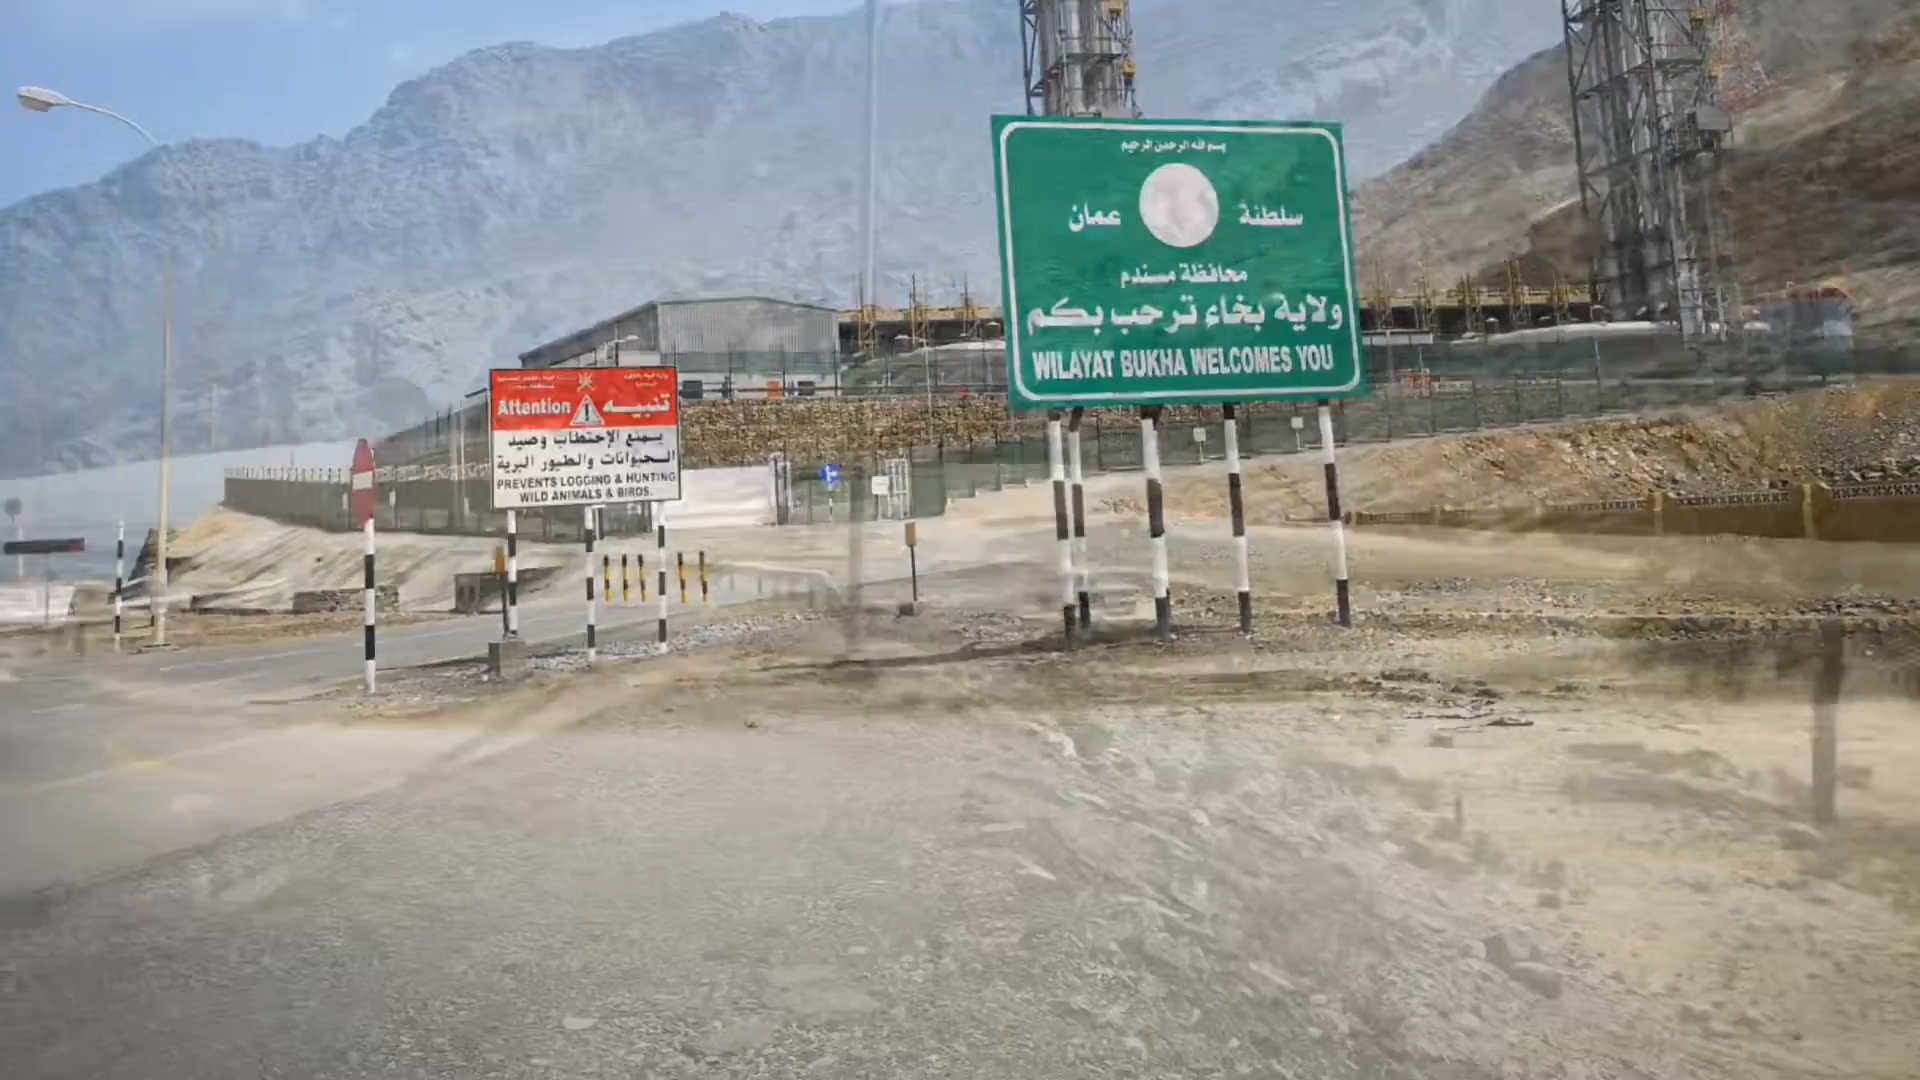 Attention تنبيه
يمنع الإحتطاب وصيد
الحيوانات والطيور البرية
PREVENTS LOGGING & HUNTING
WILD ANIMALS & BIRDS.
بسم الله الرحمن الرحيم
سلطنة عمان
محافظة مسندم
ولاية بخاء ترحب بكم
WILAYAT BUKHA WELCOMES YOU